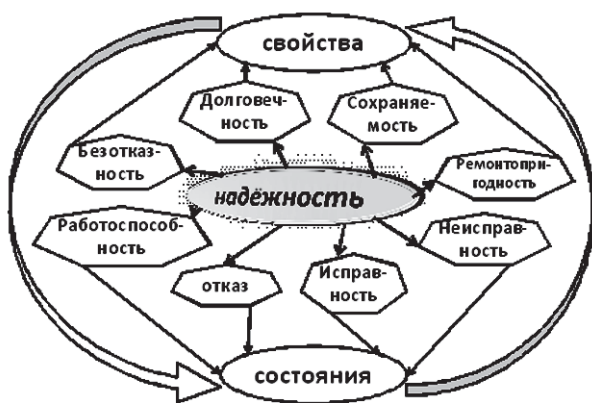 свойства
Долговеч-
ность
Сохраняе-
мость
Безотказ-
ность
Ремонтопри-
годность
надёжность
Работоспособ-
ность
Неисправ-
ность
отказ
Исправ-
ность
состояния